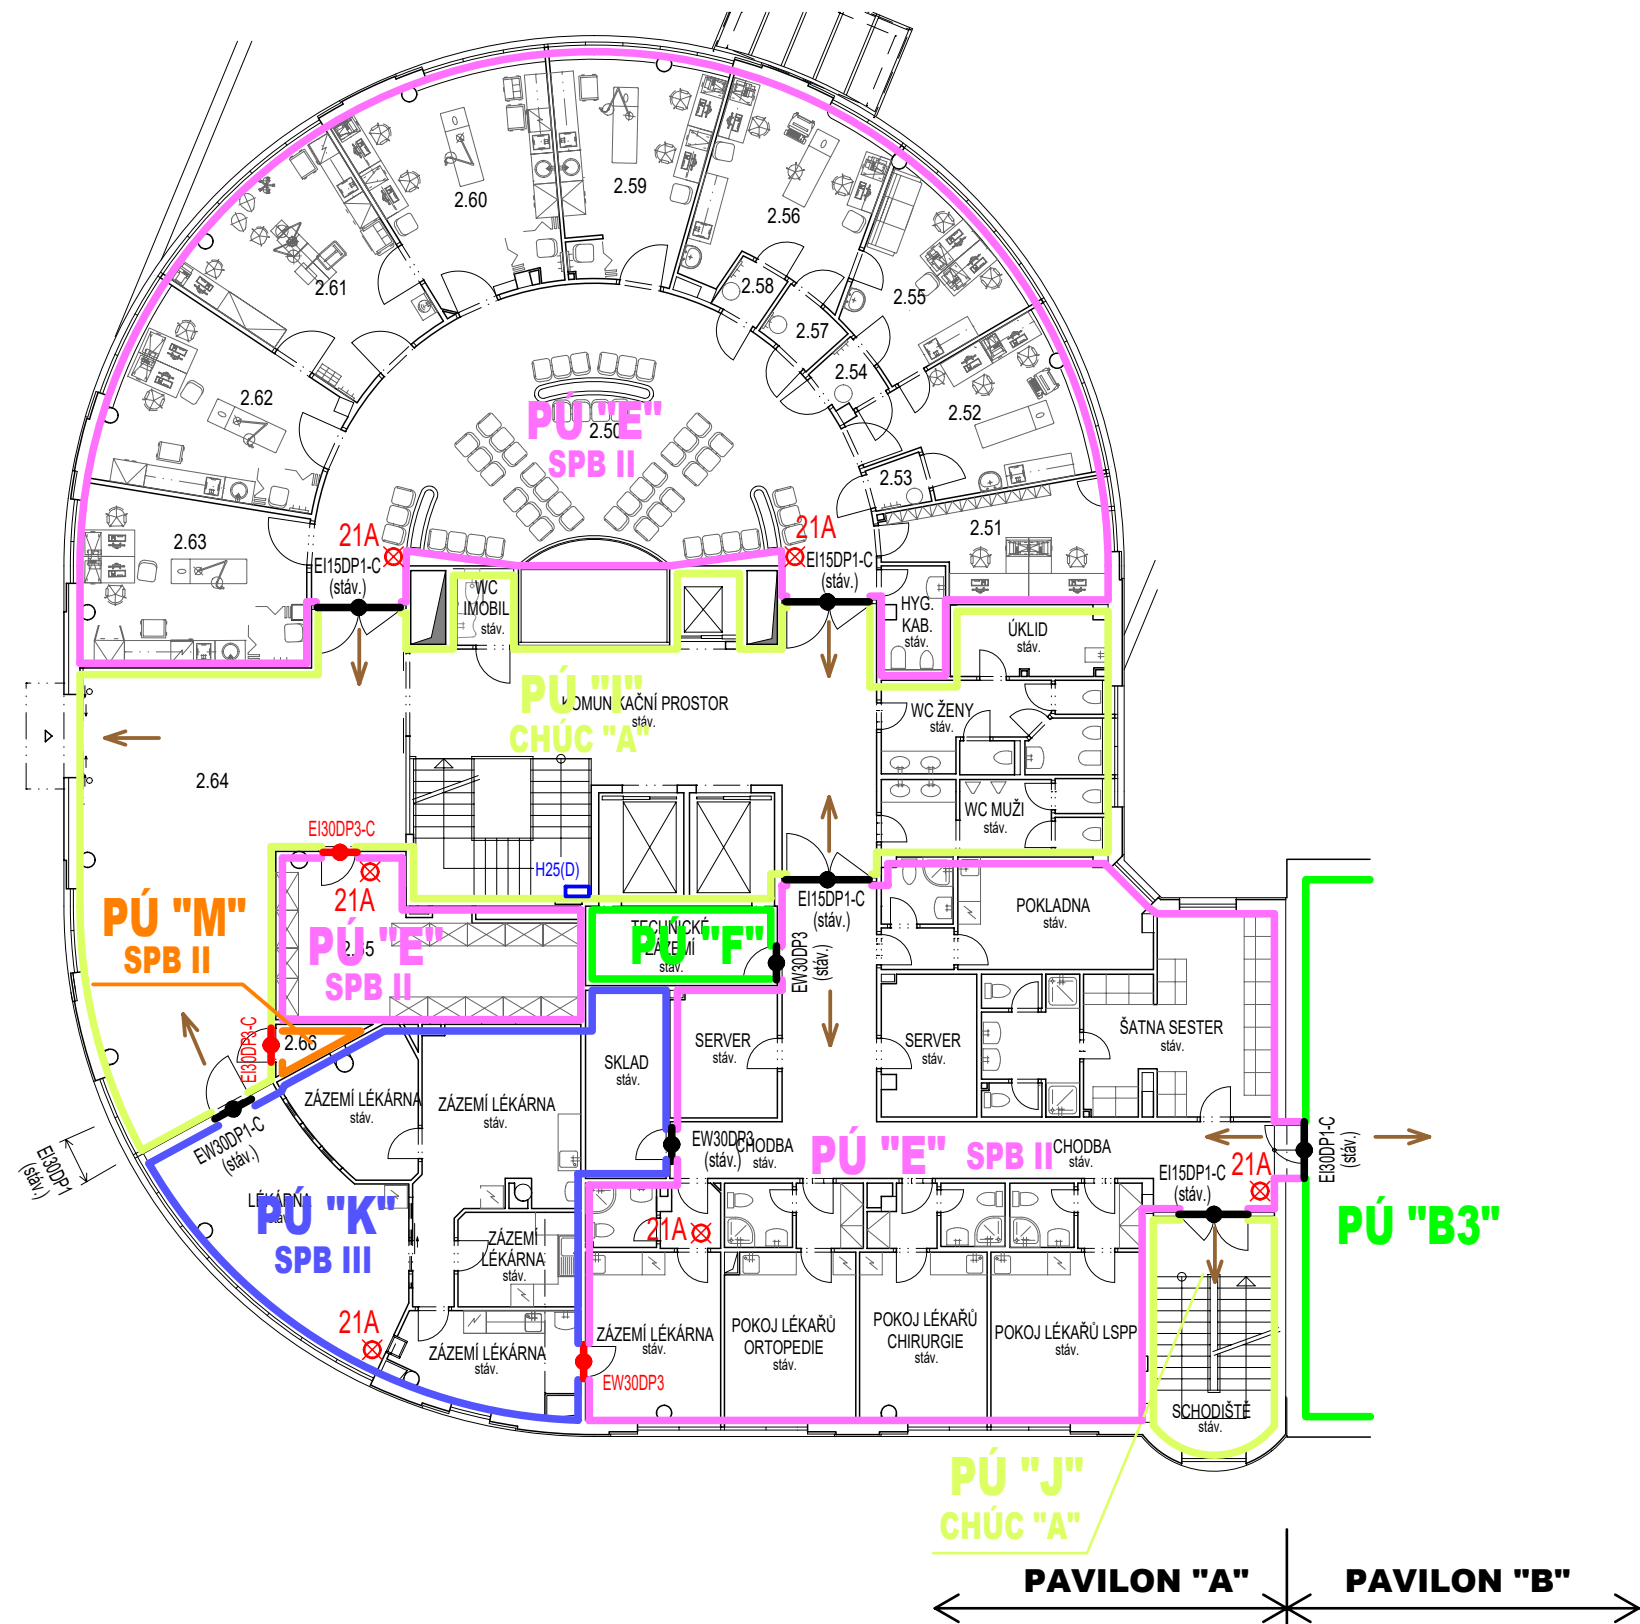 2.59
2.60
2.56
2.61
2.58
2.55
2.57
2.54
2.62
2.52
PÚ "E"
2.50
SPB II
2.53
2.51
2.63
21A
EI15DP1-C
(stáv.)
21A
EI15DP1-C
(stáv.)
WC
IMOBIL
stáv.
HYG.
KAB.
stáv.
ÚKLID
stáv.
PÚ "I"
KOMUNIKAČNÍ PROSTOR
stáv.
CHÚC "A"
WC ŽENY
stáv.
2.64
WC MUŽI
stáv.
EI30DP3-C
21A
H25(D)
EI15DP1-C
(stáv.)
POKLADNA
stáv.
PÚ "M"
SPB II
PÚ "E"
SPB II
TECHNICKÉ
ZÁZEMÍ
stáv.
PÚ "F"
EW30DP3
(stáv.)
EI30DP3-C
2.66
SERVER
stáv.
SERVER
stáv.
ŠATNA SESTER
stáv.
SKLAD
stáv.
ZÁZEMÍ LÉKÁRNA
stáv.
ZÁZEMÍ LÉKÁRNA
stáv.
EW30DP1-C
(stáv.)
EI30DP1
(stáv.)
EW30DP3
(stáv.)
CHODBA
stáv.
PÚ "E" SPB II
CHODBA
stáv.
EI15DP1-C
(stáv.)
21A
EI30DP1-C
(stáv.)
LÉKÁRNA
stáv.
PÚ "K"
SPB III
21A
PÚ "B3"
ZÁZEMÍ
LÉKÁRNA
stáv.
21A
ZÁZEMÍ LÉKÁRNA
stáv.
ZÁZEMÍ LÉKÁRNA
stáv.
EW30DP3
POKOJ LÉKAŘŮ
ORTOPEDIE
stáv.
POKOJ LÉKAŘŮ
CHIRURGIE
stáv.
POKOJ LÉKAŘŮ LSPP
stáv.
SCHODIŠTĚ
stáv.
PÚ "J"
CHÚC "A"
PAVILON "A"
PAVILON "B"